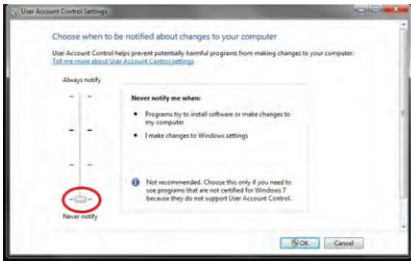 User Account Control Settings
Choose when to be notified about changes to your computer
User Account Control helps prevent potentially harmful programs from making changes to your computer.
Tell me more about User Account Control settings
Always notify
Never notify me when:
Programs try to install software or make changes to
my computer
I make changes to Windows settings
Not recommended. Choose this only if you need to
use programs that are not certified for Windows 7
because they do not support User Account Control.
Never notify
OK
Cancel